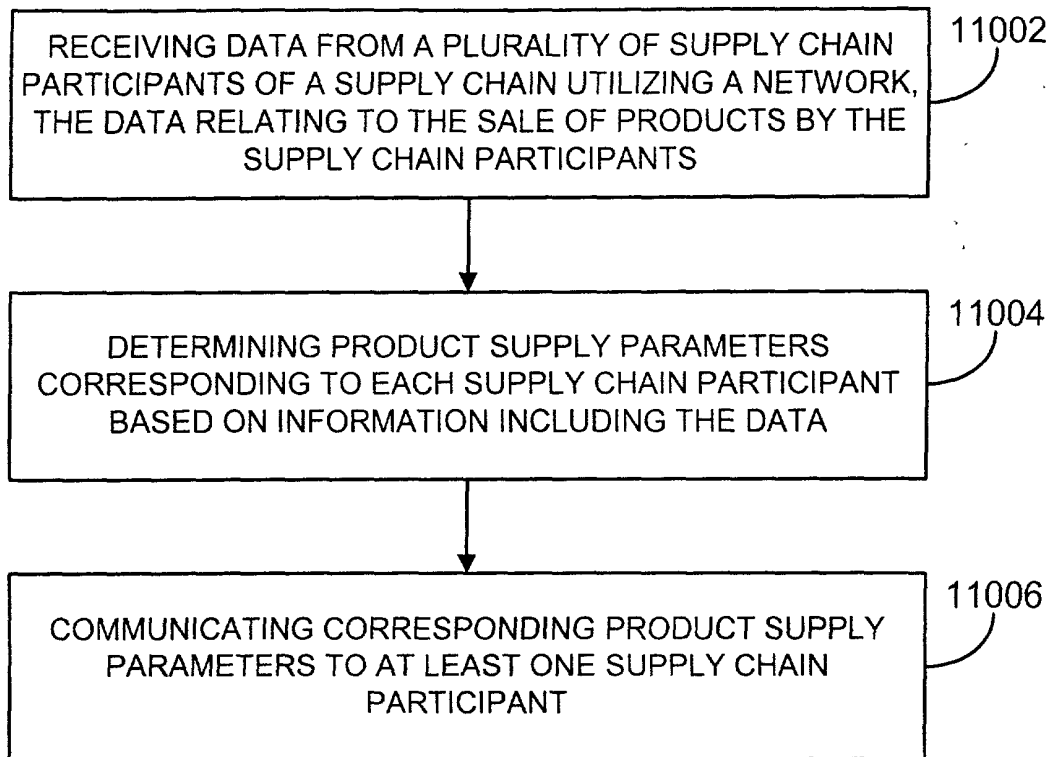 RECEIVING DATA FROM A PLURALITY OF SUPPLY CHAIN
PARTICIPANTS OF A SUPPLY CHAIN UTILIZING A NETWORK,
THE DATA RELATING TO THE SALE OF PRODUCTS BY THE
SUPPLY CHAIN PARTICIPANTS
11002
DETERMINING PRODUCT SUPPLY PARAMETERS
CORRESPONDING TO EACH SUPPLY CHAIN PARTICIPANT
BASED ON INFORMATION INCLUDING THE DATA
11004
COMMUNICATING CORRESPONDING PRODUCT SUPPLY
PARAMETERS TO AT LEAST ONE SUPPLY CHAIN
PARTICIPANT
11006